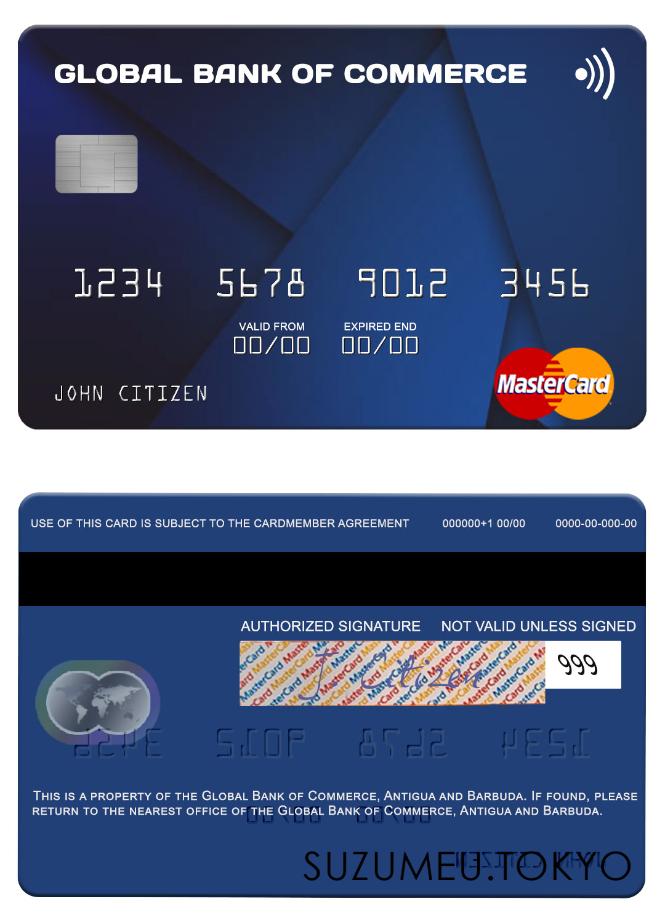 GLOBAL BANK OF COMMERCE
1234 5678 9012 3456
VALID FROM EXPIRED END
00/00 00/00
JOHN CITIZEN
MasterCard
USE OF THIS CARD IS SUBJECT TO THE CARDMEMBER AGREEMENT 000000+1 00/00 0000-00-000-00
AUTHORIZED SIGNATURE NOT VALID UNLESS SIGNED
J Citizen 999
THIS IS A PROPERTY OF THE GLOBAL BANK OF COMMERCE, ANTIGUA AND BARBUDA. IF FOUND, PLEASE
RETURN TO THE NEAREST OFFICE OF THE GLOBAL BANK OF COMMERCE, ANTIGUA AND BARBUDA.
SUZUMEU.TOKYO